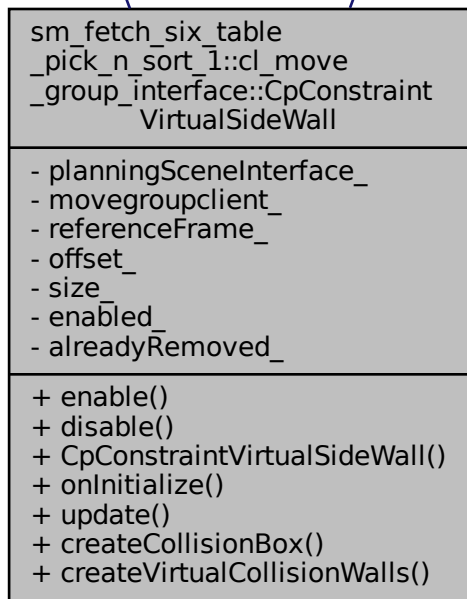 sm_fetch_six_table
_pick_n_sort_1::cl_move
_group_interface::CpConstraint
VirtualSideWall
- planningSceneInterface_
- movegroupclient_
- referenceFrame_
- offset_
- size_
- enabled_
- alreadyRemoved_
+ enable()
+ disable()
+ CpConstraintVirtualSideWall()
+ onInitialize()
+ update()
+ createCollisionBox()
+ createVirtualCollisionWalls()